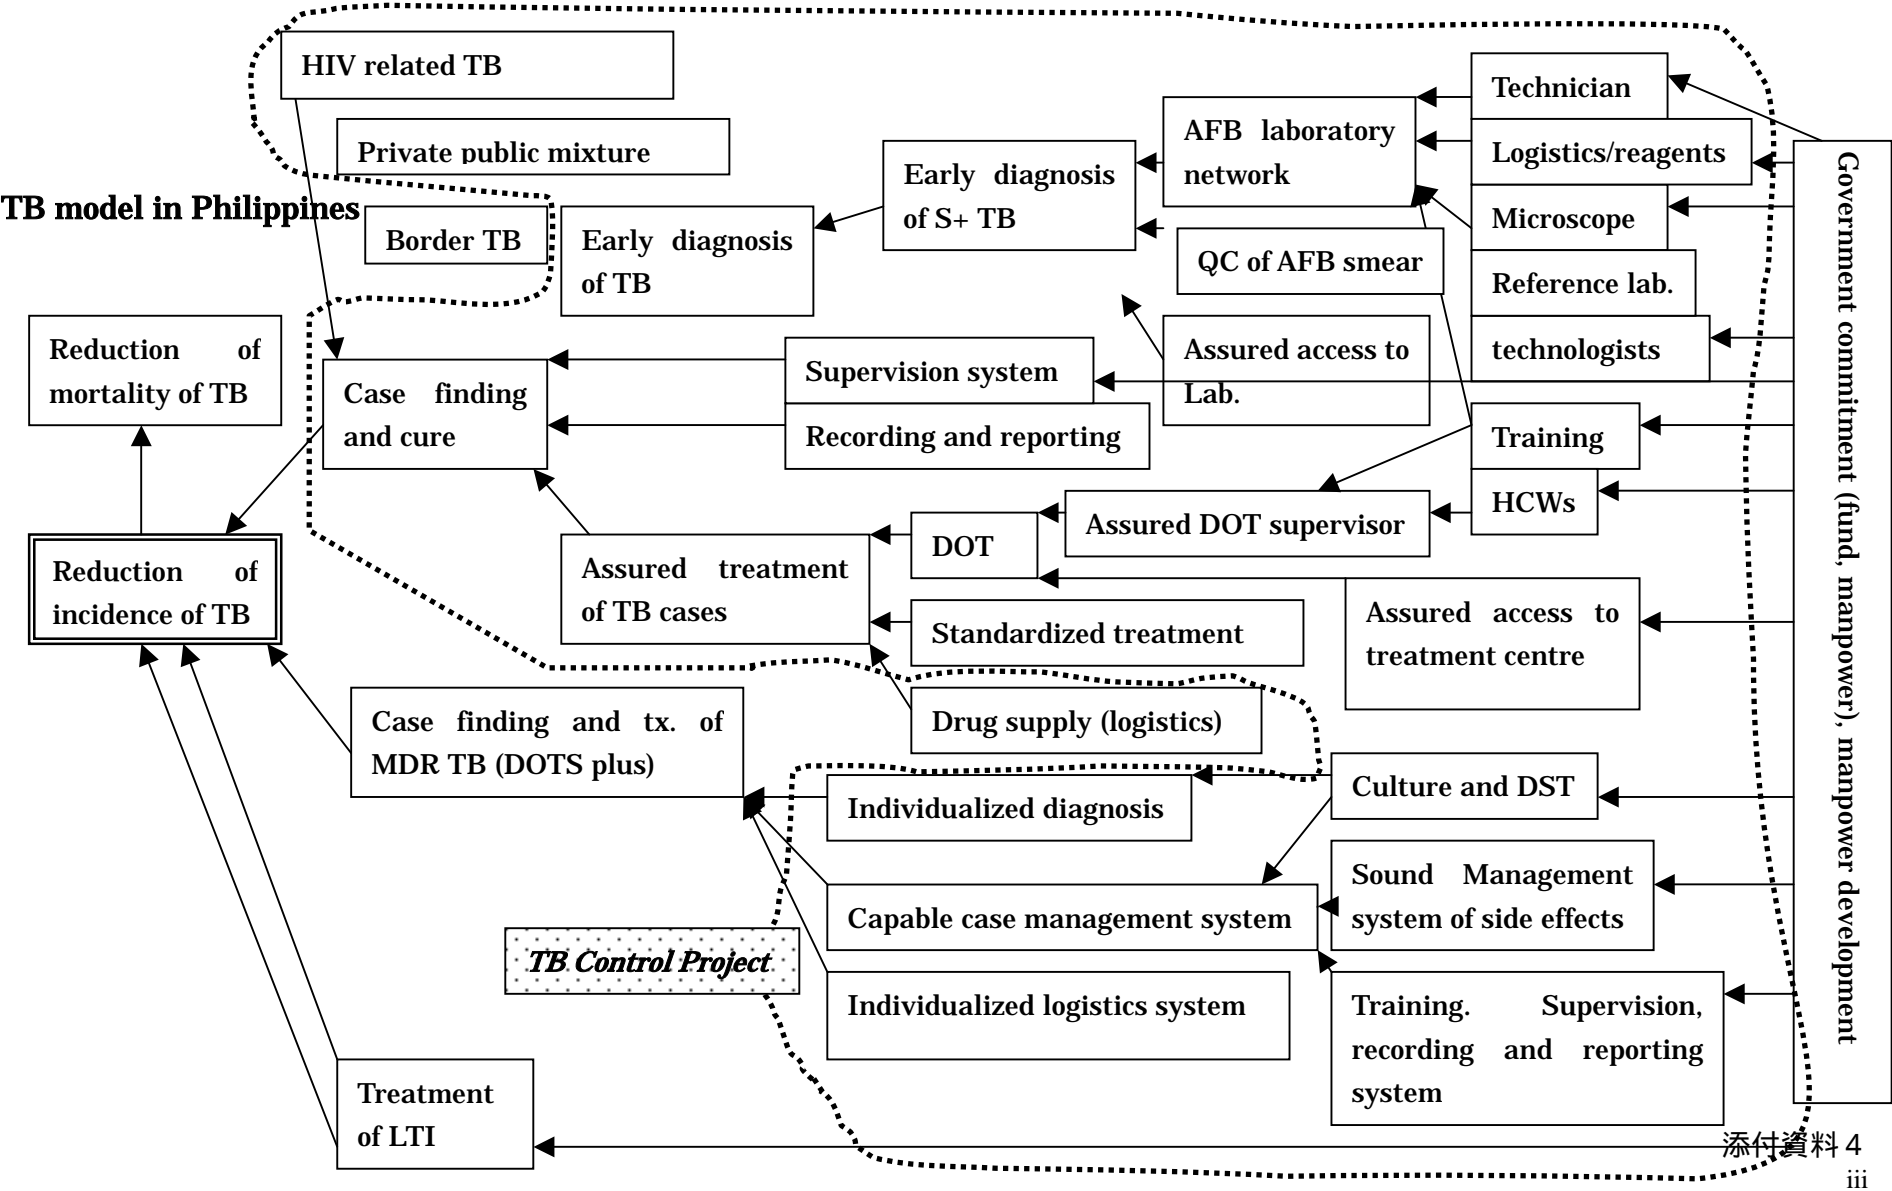 HIV related TB
Private public mixture
TB model in Philippines
Border TB
Early diagnosis
of TB
Early diagnosis
of S+ TB
AFB laboratory
network
QC of AFB smear
Assured access to
Lab.
Technician
Logistics/reagents
Microscope
Reference lab.
technologists
Training
HCWs
Government commitment (fund, manpower), manpower development
Reduction of
mortality of TB
Case finding
and cure
Supervision system
Recording and reporting
Reduction of
incidence of TB
Assured treatment
of TB cases
DOT
Assured DOT supervisor
Standardized treatment
Assured access to
treatment centre
Drug supply (logistics)
Case finding and tx. of
MDR TB (DOTS plus)
Individualized diagnosis
Culture and DST
Capable case management system
Sound Management
system of side effects
TB Control Project
Individualized logistics system
Training. Supervision,
recording and reporting
system
Treatment
of LTI
添付資料 4
iii